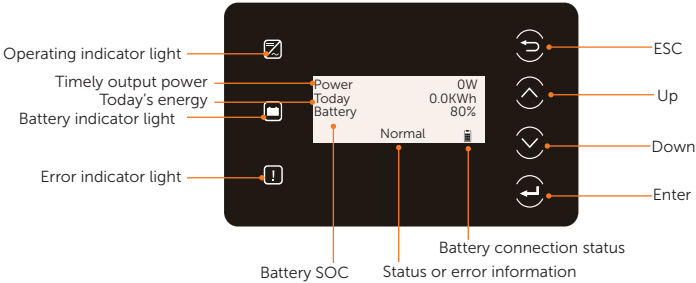 Operating indicator light
Timely output power
Today's energy
Battery indicator light
Error indicator light
Power 0W
Today 0.0KWh
Battery 80%
Normal
ESC
Up
Down
Enter
Battery connection status
Battery SOC
Status or error information